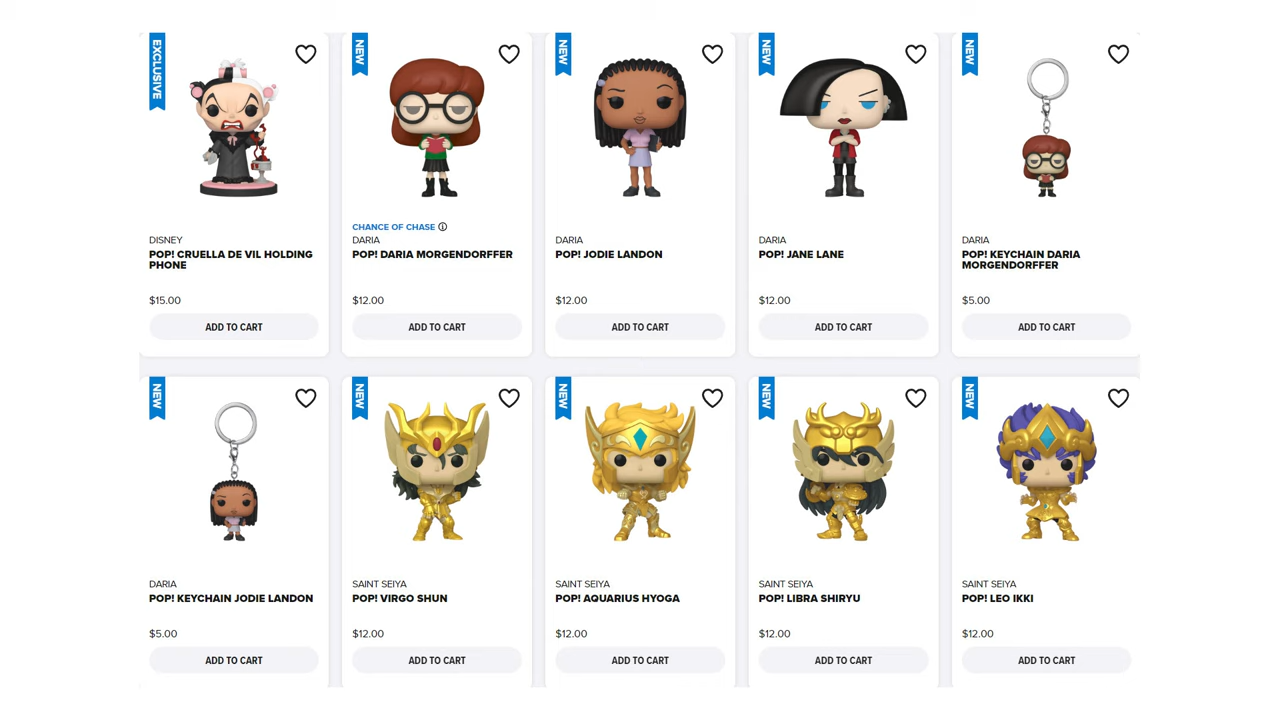 EXCLUSIVE
DISNEY
POP! CRUELLA DE VIL HOLDING
PHONE
$15.00
ADD TO CART
NEW
CHANCE OF CHASE
DARIA
POP! DARIA MORGENDORFFER
$12.00
ADD TO CART
NEW
DARIA
POP! JODIE LANDON
$12.00
ADD TO CART
NEW
DARIA
POP! JANE LANE
$12.00
ADD TO CART
NEW
DARIA
POP! KEYCHAIN DARIA
MORGENDORFFER
$5.00
ADD TO CART
NEW
DARIA
POP! KEYCHAIN JODIE LANDON
$5.00
ADD TO CART
NEW
SAINT SEIYA
POP! VIRGO SHUN
$12.00
ADD TO CART
NEW
SAINT SEIYA
POP! AQUARIUS HYOGA
$12.00
ADD TO CART
NEW
SAINT SEIYA
POP! LIBRA SHIRYU
$12.00
ADD TO CART
NEW
SAINT SEIYA
POP! LEO IKKI
$12.00
ADD TO CART